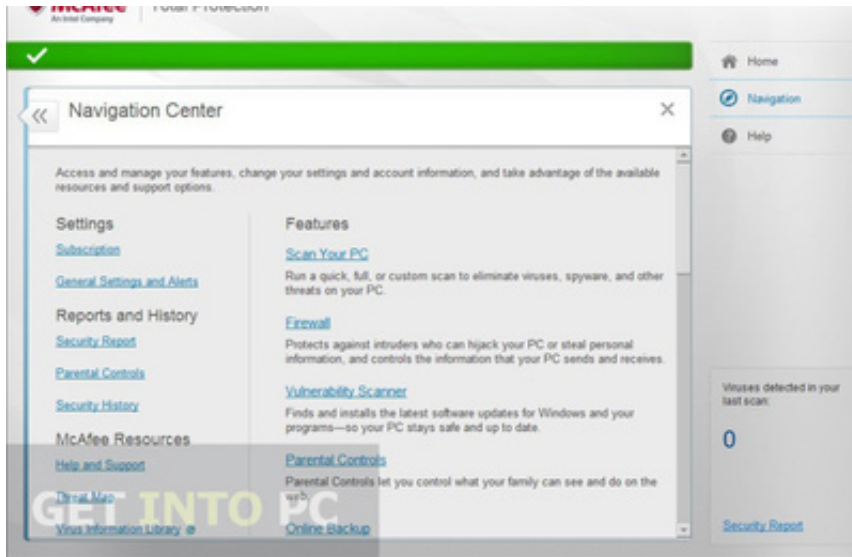 McAfee
An Intel Company
Total Protection
Home
Navigation
Help
Navigation Center
Access and manage your features, change your settings and account information, and take advantage of the available
resources and support options.
Settings
Subscription
General Settings and Alerts
Reports and History
Security Report
Parental Controls
Security History
McAfee Resources
Help and Support
Threat Map
Virus Information Library
Features
Scan Your PC
Run a quick, full, or custom scan to eliminate viruses, spyware, and other
threats on your PC.
Firewall
Protects against intruders who can hijack your PC or steal personal
information, and controls the information that your PC sends and receives.
Vulnerability Scanner
Finds and installs the latest software updates for Windows and your
programs—so your PC stays safe and up to date.
Parental Controls
Parental Controls let you control what your family can see and do on the
web.
Online Backup
Viruses detected in your
last scan:
0
Security Report
GET INTO PC